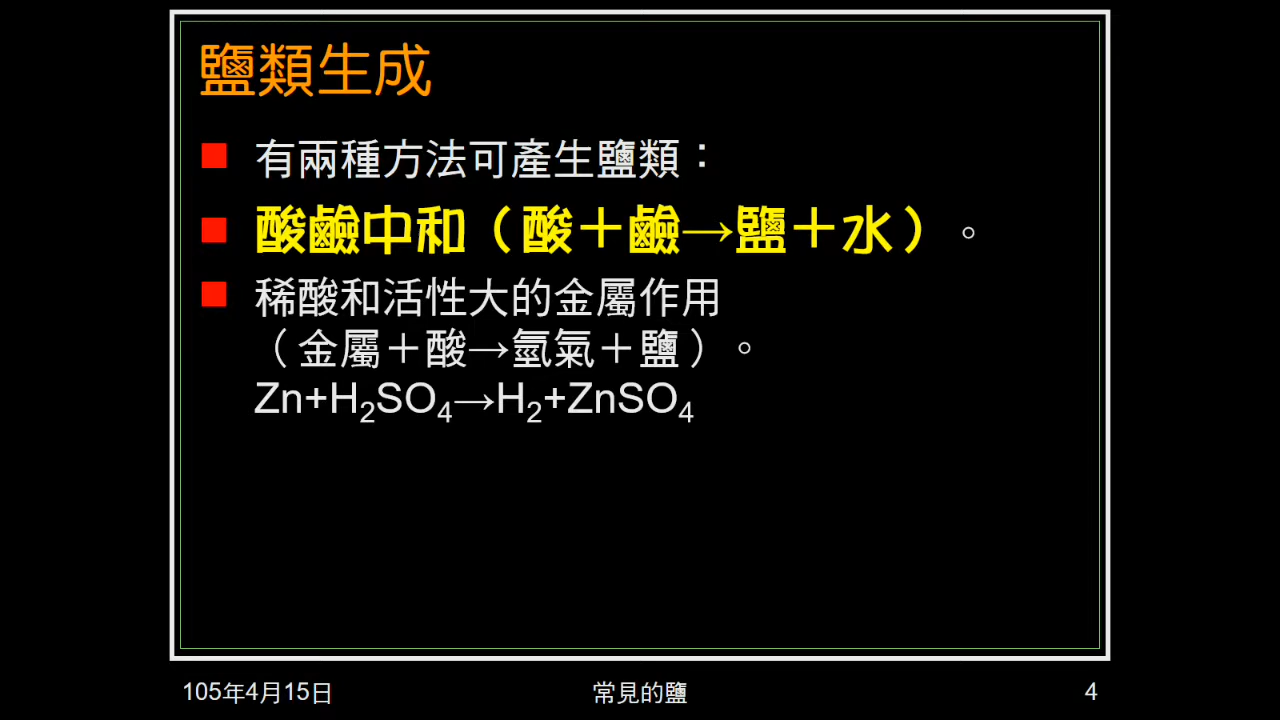 鹽類生成
有兩種方法可產生鹽類：
酸鹼中和（酸＋鹼→鹽＋水）。
稀酸和活性大的金屬作用
（金屬＋酸→氫氣＋鹽）。
Zn+H₂SO₄→H₂+ZnSO₄
105年4月15日
常見的鹽
4